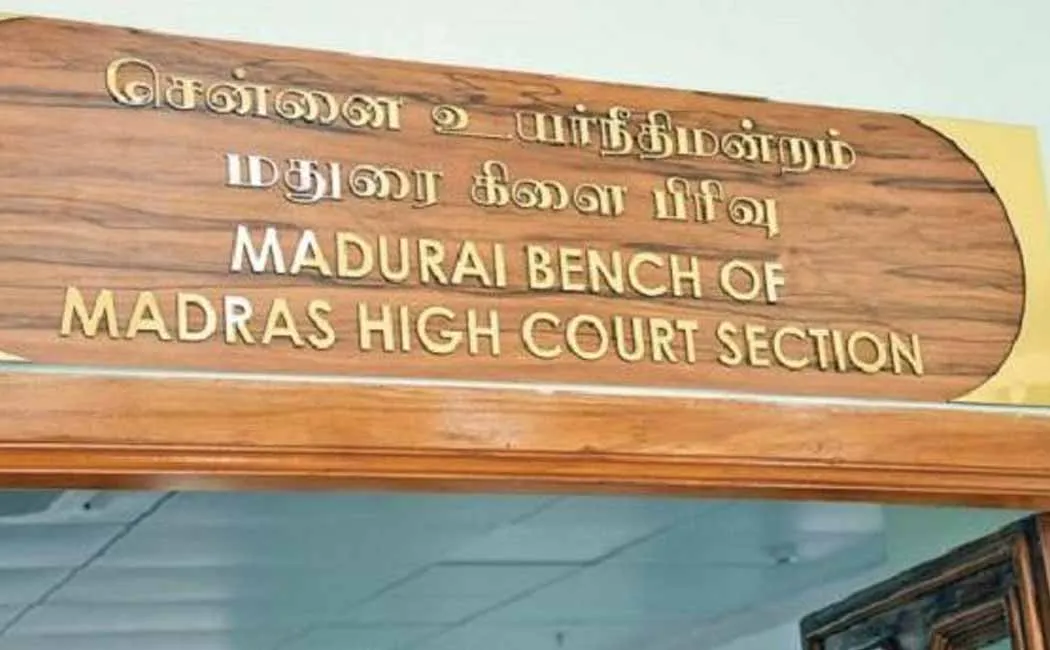 சென்னை உயர்நீதிமன்றம்
மதுரை கிளை பிரிவு
MADURAI BENCH OF
MADRAS HIGH COURT SECTION